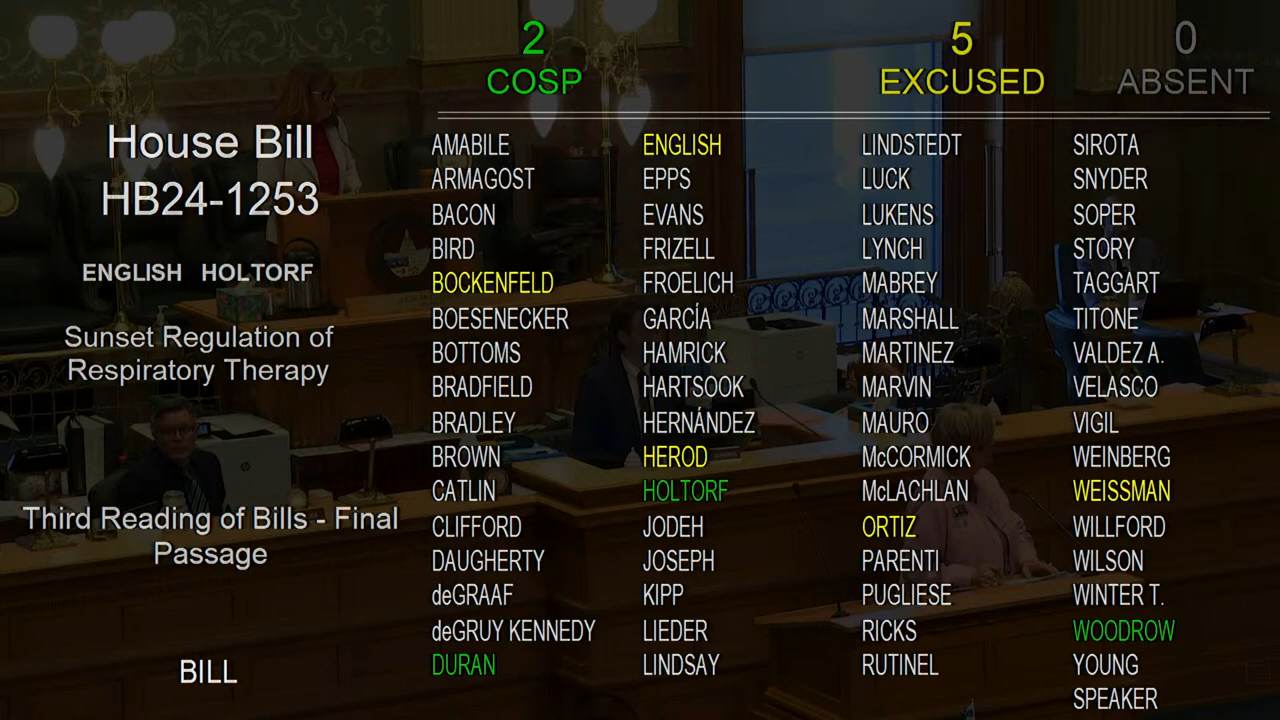 2
COSP
5
EXCUSED
0
ABSENT
House Bill
HB24-1253
ENGLISH HOLTORF
Sunset Regulation of
Respiratory Therapy
Third Reading of Bills - Final
Passage
BILL
AMABILE
ARMAGOST
BACON
BIRD
BOCKENFELD
BOESENECKER
BOTTOMS
BRADFIELD
BRADLEY
BROWN
CATLIN
CLIFFORD
DAUGHERTY
deGRAAF
deGRUY KENNEDY
DURAN
ENGLISH
EPPS
EVANS
FRIZELL
FROELICH
GARCÍA
HAMRICK
HARTSOOK
HERNÁNDEZ
HEROD
HOLTORF
JODEH
JOSEPH
KIPP
LIEDER
LINDSAY
LINDSTEDT
LUCK
LUKENS
LYNCH
MABREY
MARSHALL
MARTINEZ
MARVIN
MAURO
McCORMICK
McLACHLAN
ORTIZ
PARENTI
PUGLIESE
RICKS
RUTINEL
SIROTA
SNYDER
SOPER
STORY
TAGGART
TITONE
VALDEZ A.
VELASCO
VIGIL
WEINBERG
WEISSMAN
WILLFORD
WILSON
WINTER T.
WOODROW
YOUNG
SPEAKER